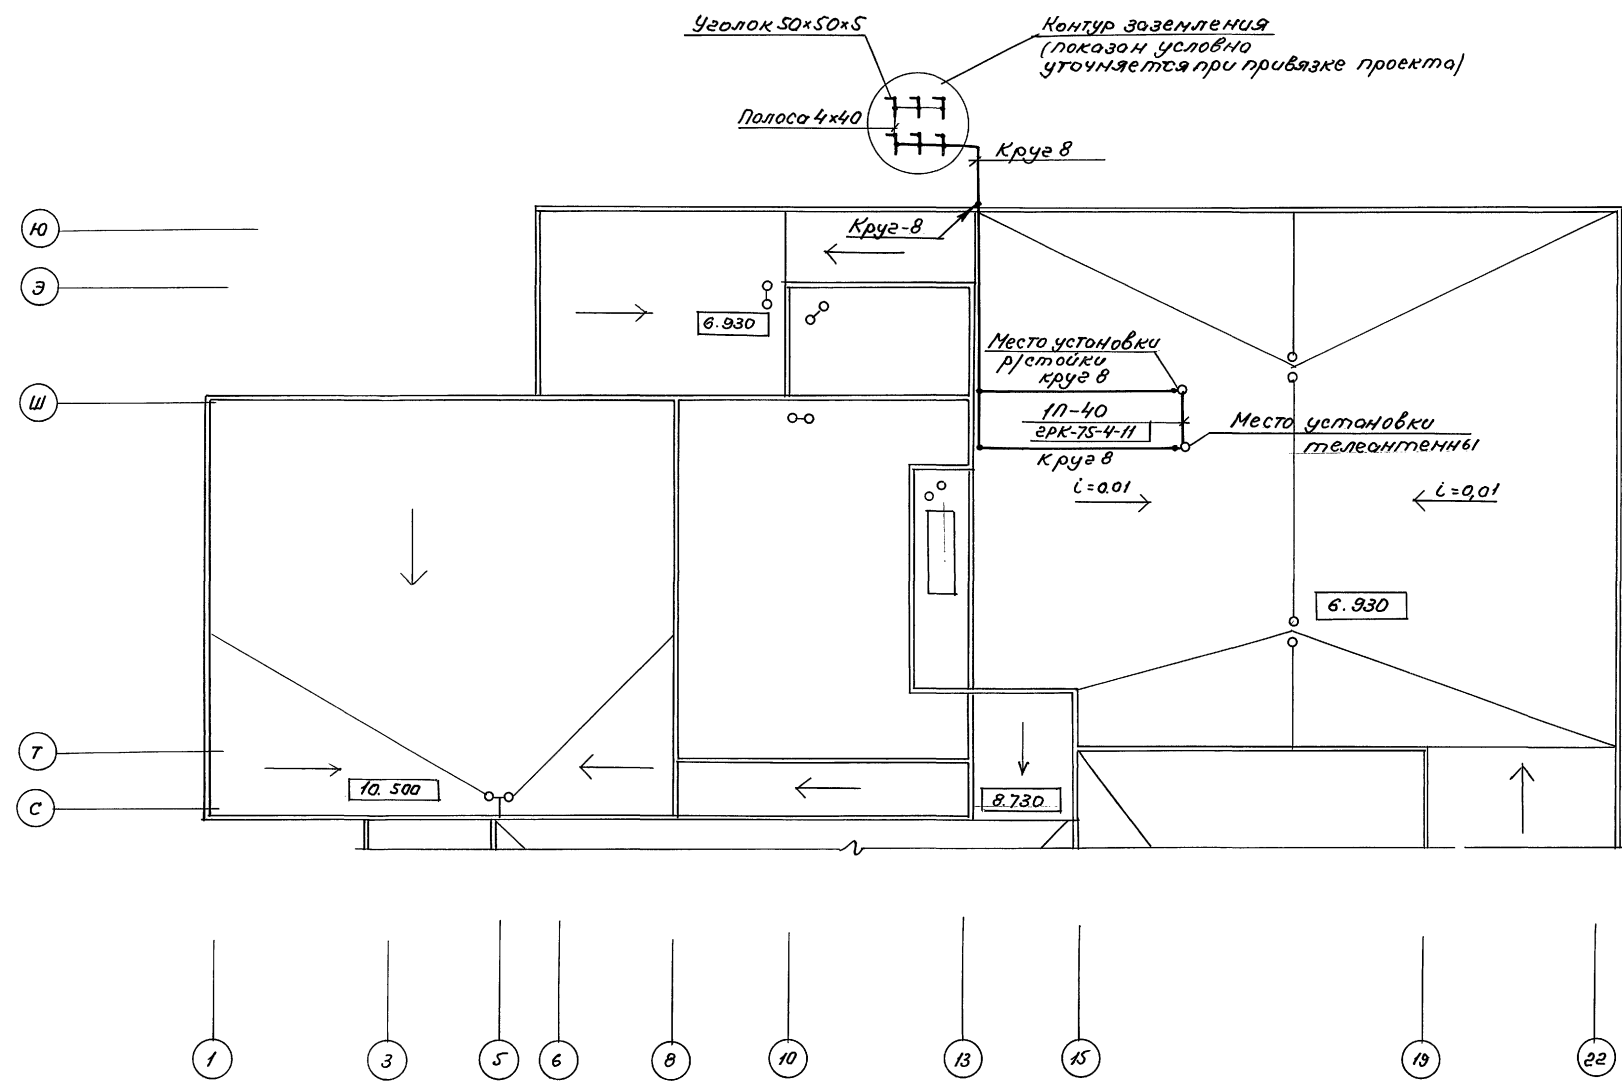 Уголок 50×50×5
Контур заземления
(показан условно
уточняется при привязке проекта)
Полоса 4×40
Круг 8
Круг-8
Ю
Э
6.930
Место установки
р/стойки
круг 8
Ш
1П-40
2РК-75-4-11
Круг 8
Место установки
телеантенны
i=0.01
i=0,01
6.930
Т
10.500
С
8.730
1
3
5
6
8
10
13
15
19
22